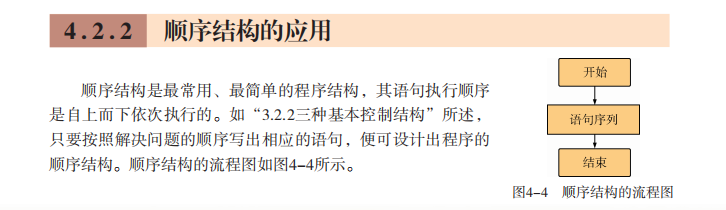 4.2.2 顺序结构的应用
顺序结构是最常用、最简单的程序结构，其语句执行顺序
是自上而下依次执行的。如“3.2.2三种基本控制结构”所述，
只要按照解决问题的顺序写出相应的语句，便可设计出程序的
顺序结构。顺序结构的流程图如图4-4所示。
开始
语句序列
结束
图4-4 顺序结构的流程图